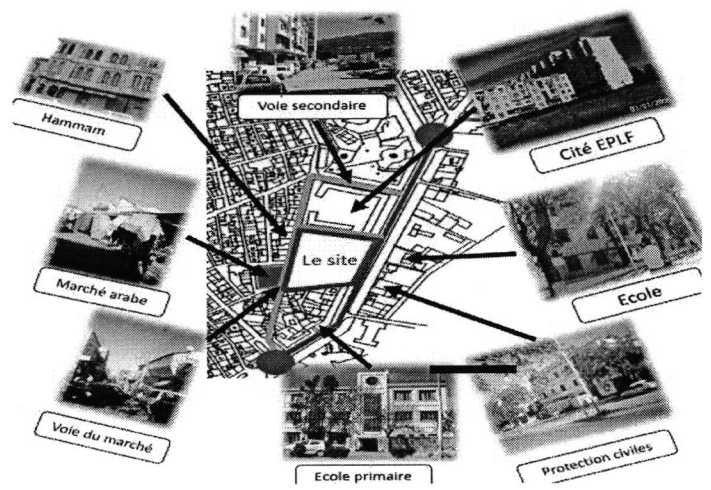 Hammam
Voie secondaire
Cité EPLF
Marché arabe
Le site
Ecole
Voie du marché
Ecole primaire
Protection civiles